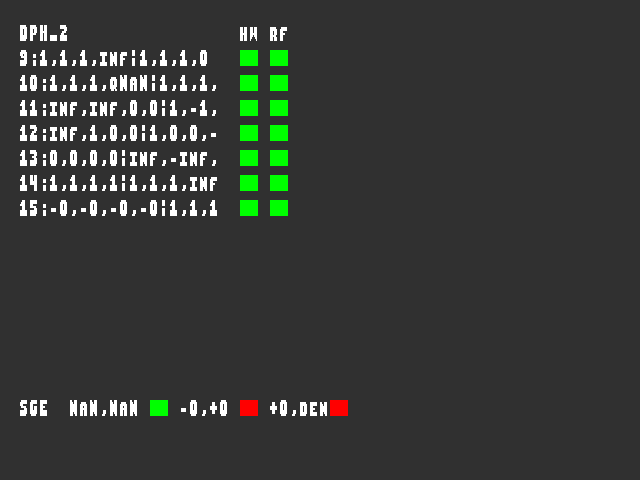 DPH_2 HW RF
9:1,1,1,INF|1,1,1,0
10:1,1,1,QNAN|1,1,1,
11:INF,INF,0,0|1,-1,
12:INF,1,0,0|1,0,0,-
13:0,0,0,0|INF,-INF,
14:1,1,1,1|1,1,1,INF
15:-0,-0,-0,-0|1,1,1
SGE NAN,NAN -0,+0 +0,DEN